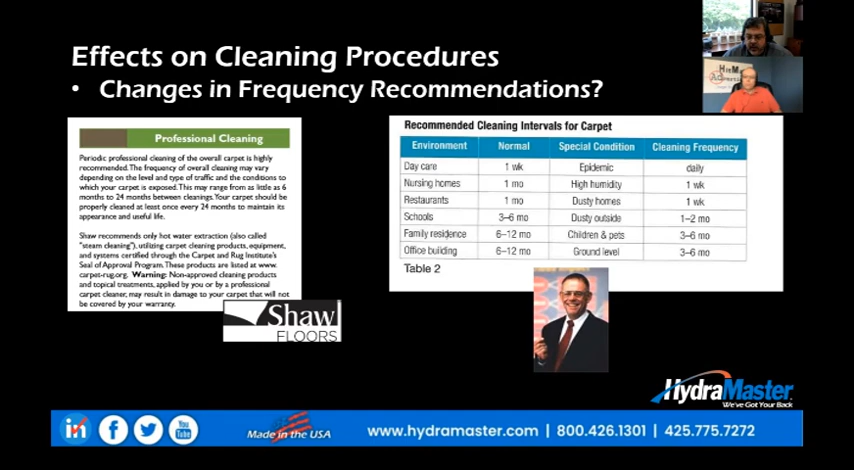 Effects on Cleaning Procedures
• Changes in Frequency Recommendations?
Professional Cleaning
Periodic professional cleaning of the overall carpet is highly
recommended. The frequency of overall cleaning may vary
depending on the level and type of traffic and the conditions to
which your carpet is exposed. This may range from as little as 6
months to 24 months between cleanings. Your carpet should be
properly cleaned at least once every 24 months to maintain its
appearance and useful life.
Shaw recommends only hot water extraction (also called
"steam cleaning"), utilizing carpet cleaning products, equipment,
and systems certified through the Carpet and Rug Institute's
Seal of Approval Program. These products are listed at www.
carpet-rug.org. Warning: Non-approved cleaning products
and topical treatments, applied by you or by a professional
carpet cleaner, may result in damage to your carpet that will not
be covered by your warranty.
Shaw
FLOORS
Recommended Cleaning Intervals for Carpet
Environment Normal Special Condition Cleaning Frequency
Day care 1 wk Epidemic daily
Nursing homes 1 mo High humidity 1 wk
Restaurants 1 mo Dusty homes 1 wk
Schools 3–6 mo Dusty outside 1–2 mo
Family residence 6–12 mo Children & pets 3–6 mo
Office building 6–12 mo Ground level 3–6 mo
Table 2
HydraMaster
We've Got Your Back
in
f
You
Tube
Made in the USA
www.hydramaster.com | 800.426.1301 | 425.775.7272